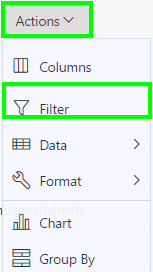 Actions
Columns
Filter
Data
Format
Chart
Group By